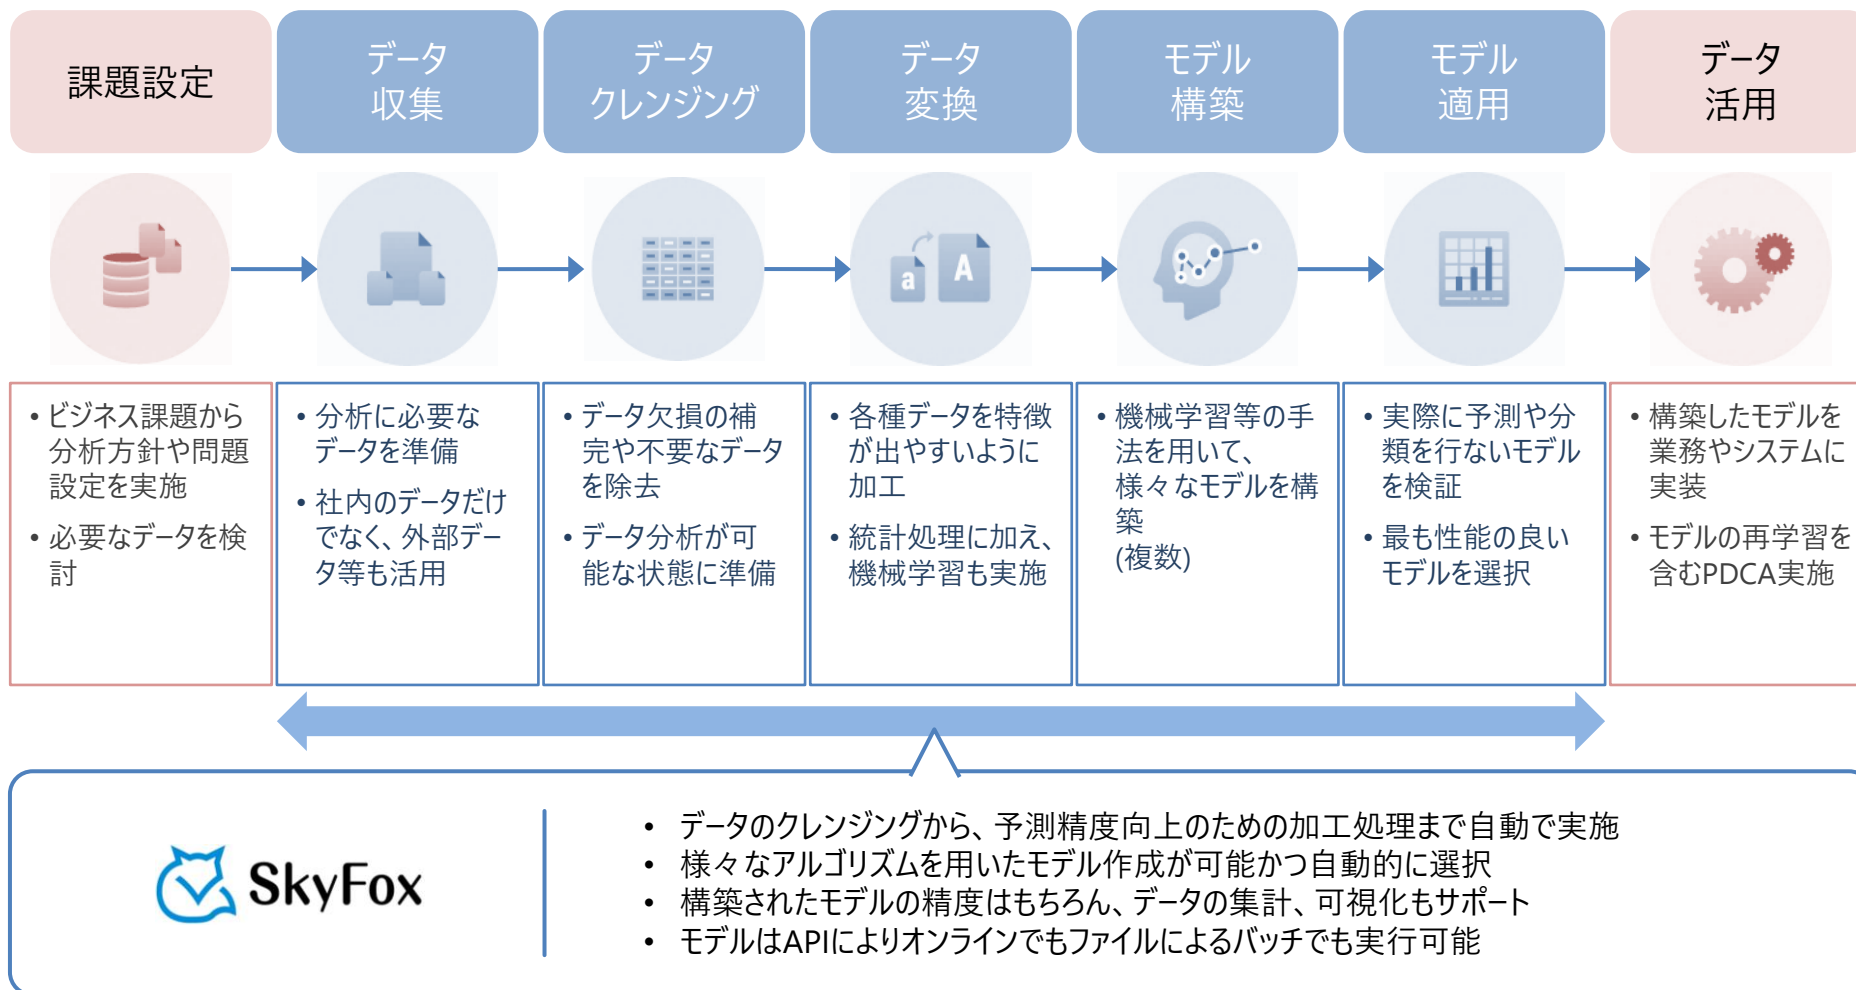 課題設定
データ
収集
データ
クレンジング
データ
変換
モデル
構築
モデル
適用
データ
活用
a
A
• ビジネス課題から
分析方針や問題
設定を実施
• 必要なデータを検
討
• 分析に必要な
データを準備
• 社内のデータだけ
でなく、外部デー
タ等も活用
• データ欠損の補
完や不要なデータ
を除去
• データ分析が可
能な状態に準備
• 各種データを特徴
が出やすいように
加工
• 統計処理に加え、
機械学習も実施
• 機械学習等の手
法を用いて、
様々なモデルを構
築
(複数)
• 実際に予測や分
類を行ないモデル
を検証
• 最も性能の良い
モデルを選択
• 構築したモデルを
業務やシステムに
実装
• モデルの再学習を
含むPDCA実施
SkyFox
• データのクレンジングから、予測精度向上のための加工処理まで自動で実施
• 様々なアルゴリズムを用いたモデル作成が可能かつ自動的に選択
• 構築されたモデルの精度はもちろん、データの集計、可視化もサポート
• モデルはAPIによりオンラインでもファイルによるバッチでも実行可能